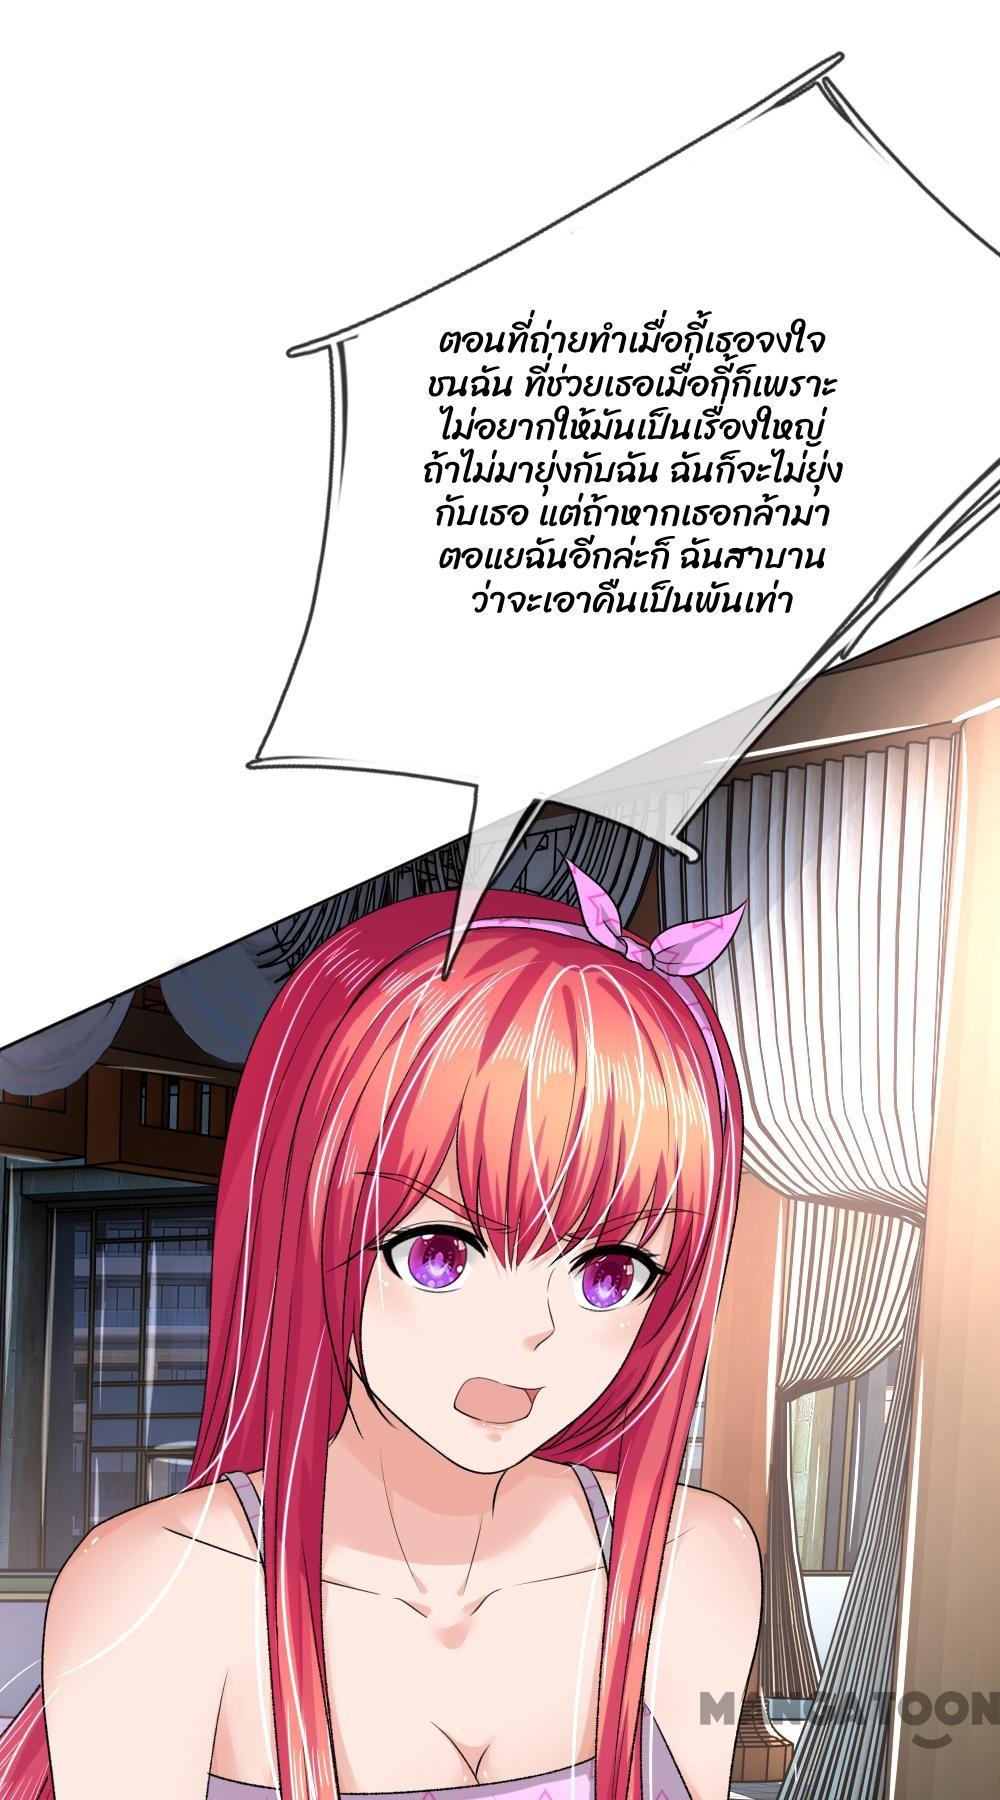 ตอนที่ถ่ายทำเมื่อกี้เธอจงใจ
ชนฉัน ที่ช่วยเธอเมื่อกี้ก็เพราะ
ไม่อยากให้มันเป็นเรื่องใหญ่
ถ้าไม่มายุ่งกับฉัน ฉันก็จะไม่ยุ่ง
กับเธอ แต่ถ้าหากเธอกล้ามา
ตอแยฉันอีกล่ะก็ ฉันสาบาน
ว่าจะเอาคืนเป็นพันเท่า
MANGATOON